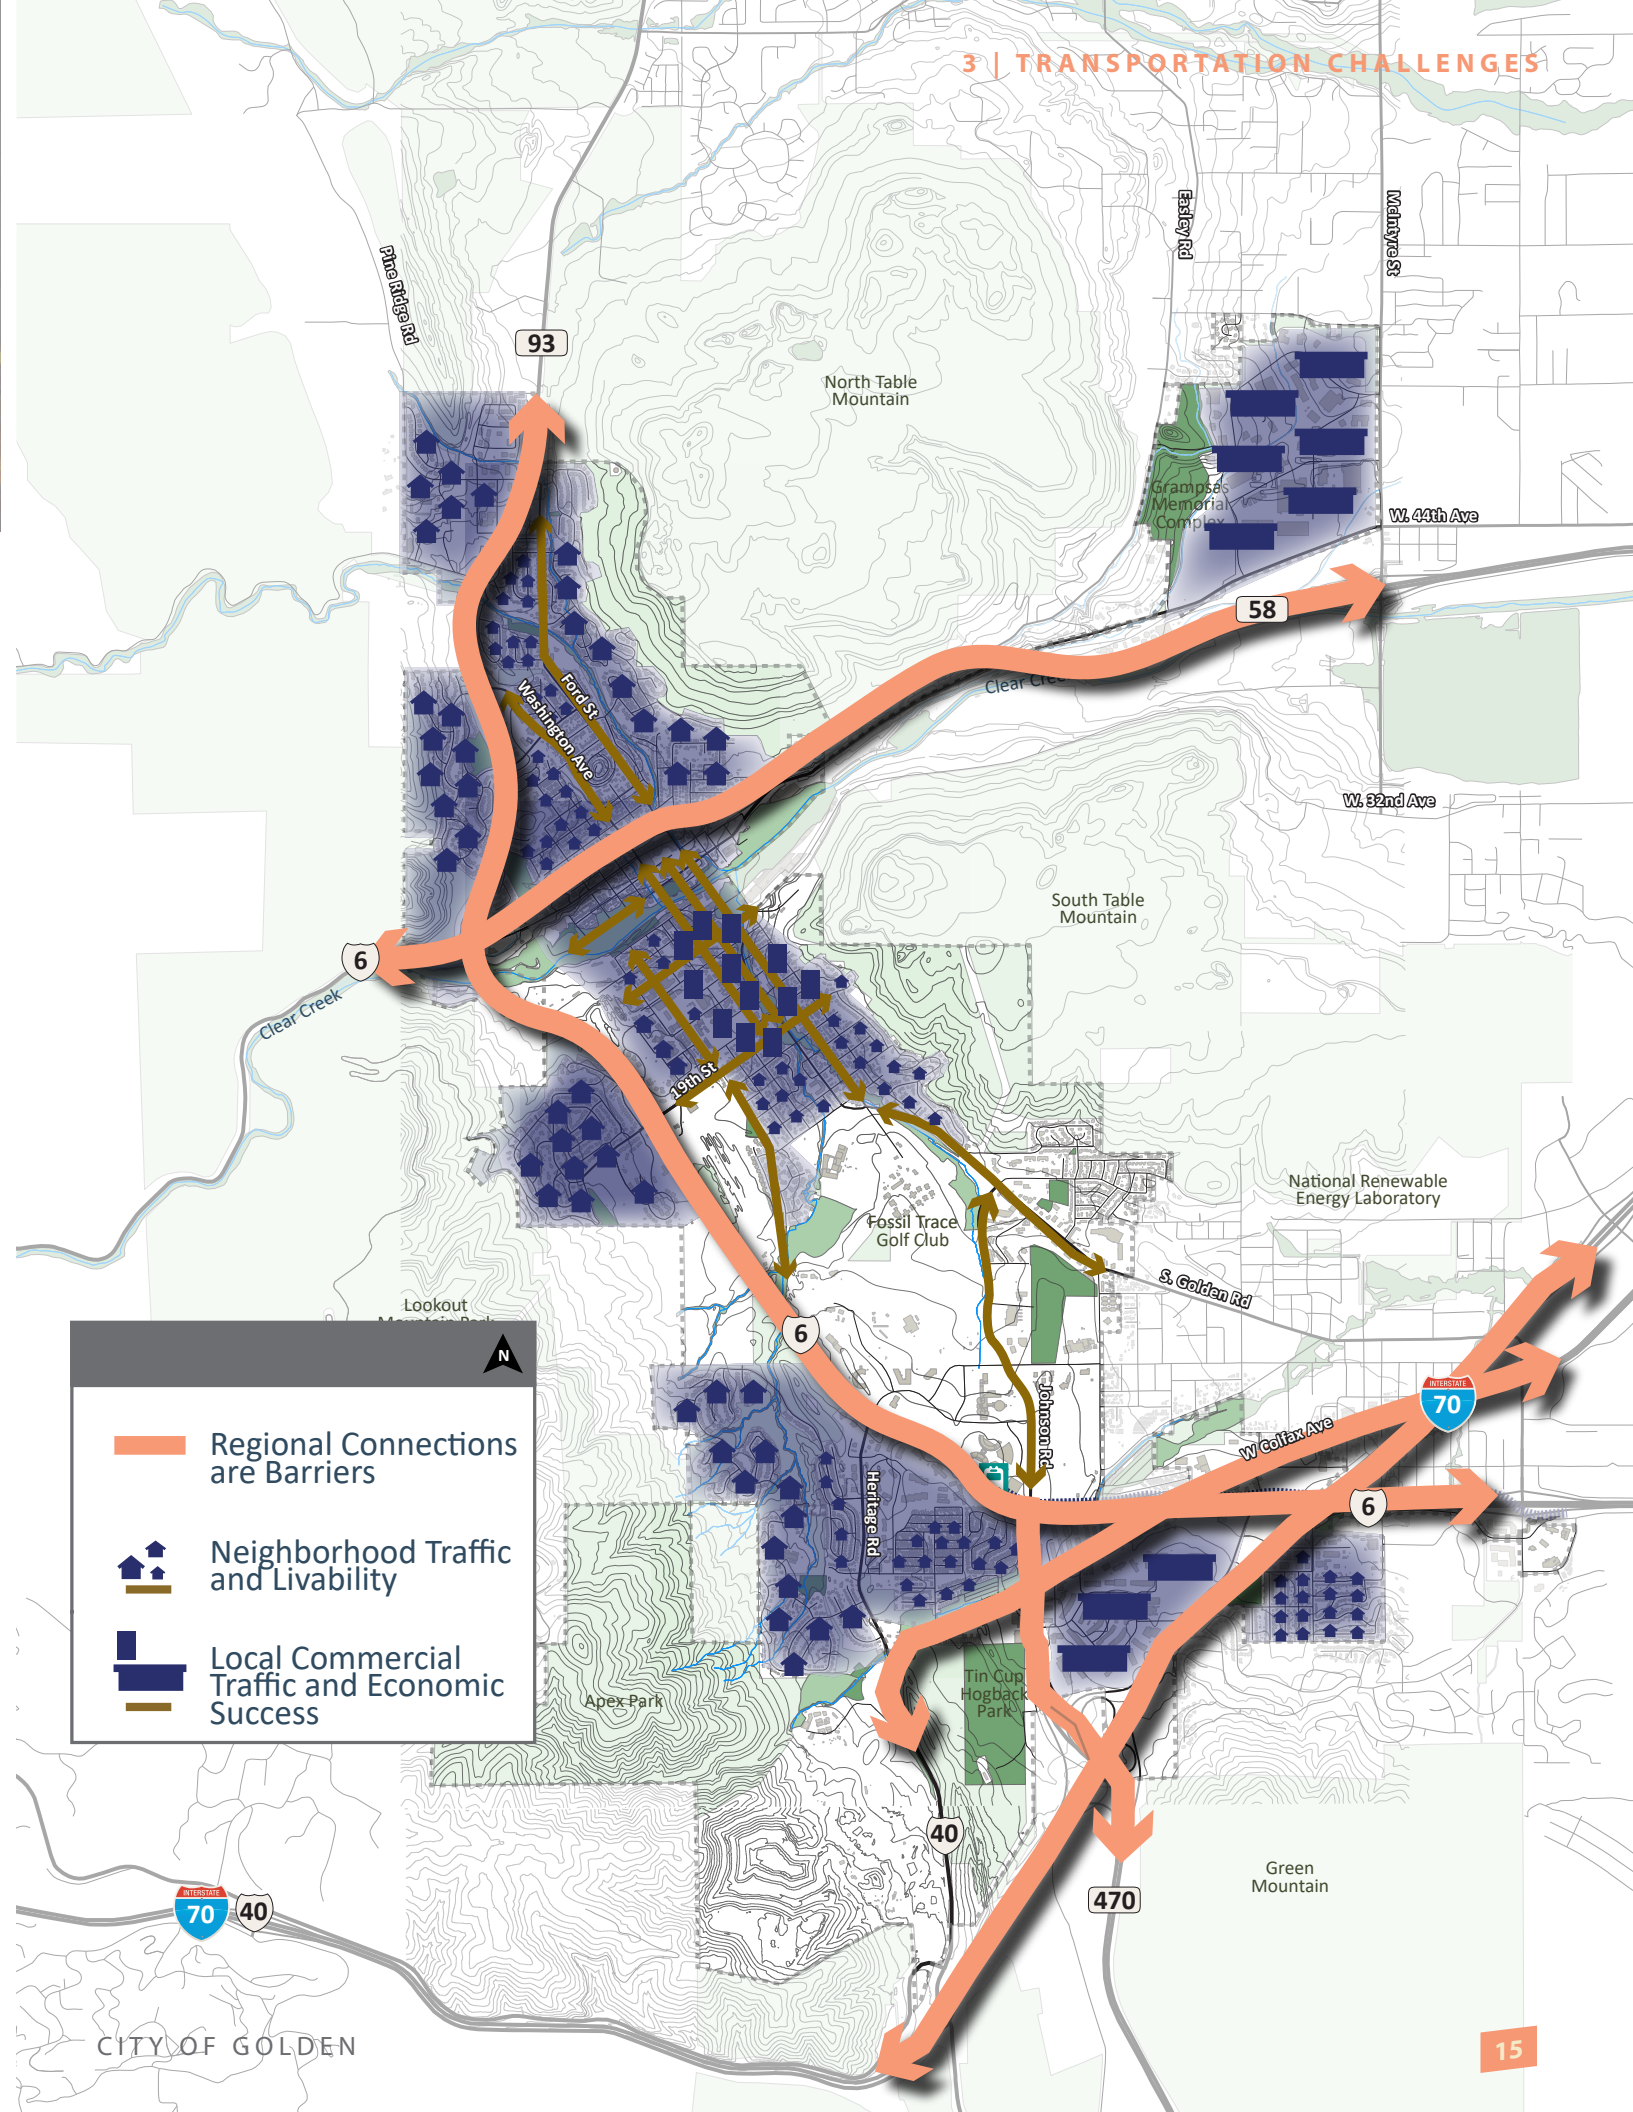 3 | TRANSPORTATION CHALLENGES
Pine Ridge Rd
Easley Rd
McIntyre St
93
North Table
Mountain
Grampsas
Memorial
Complex
W. 44th Ave
58
Clear Creek
Ford St
Washington Ave
W. 32nd Ave
South Table
Mountain
6
Clear Creek
19th St
National Renewable
Energy Laboratory
Fossil Trace
Golf Club
S. Golden Rd
Lookout
Mountain Park
6
N
Johnson Rd
INTERSTATE
70
W Colfax Ave
Regional Connections
are Barriers
Heritage Rd
6
Neighborhood Traffic
and Livability
Local Commercial
Traffic and Economic
Success
Apex Park
Tin Cup
Hogback
Park
40
Green
Mountain
470
INTERSTATE
70
40
CITY OF GOLDEN
15